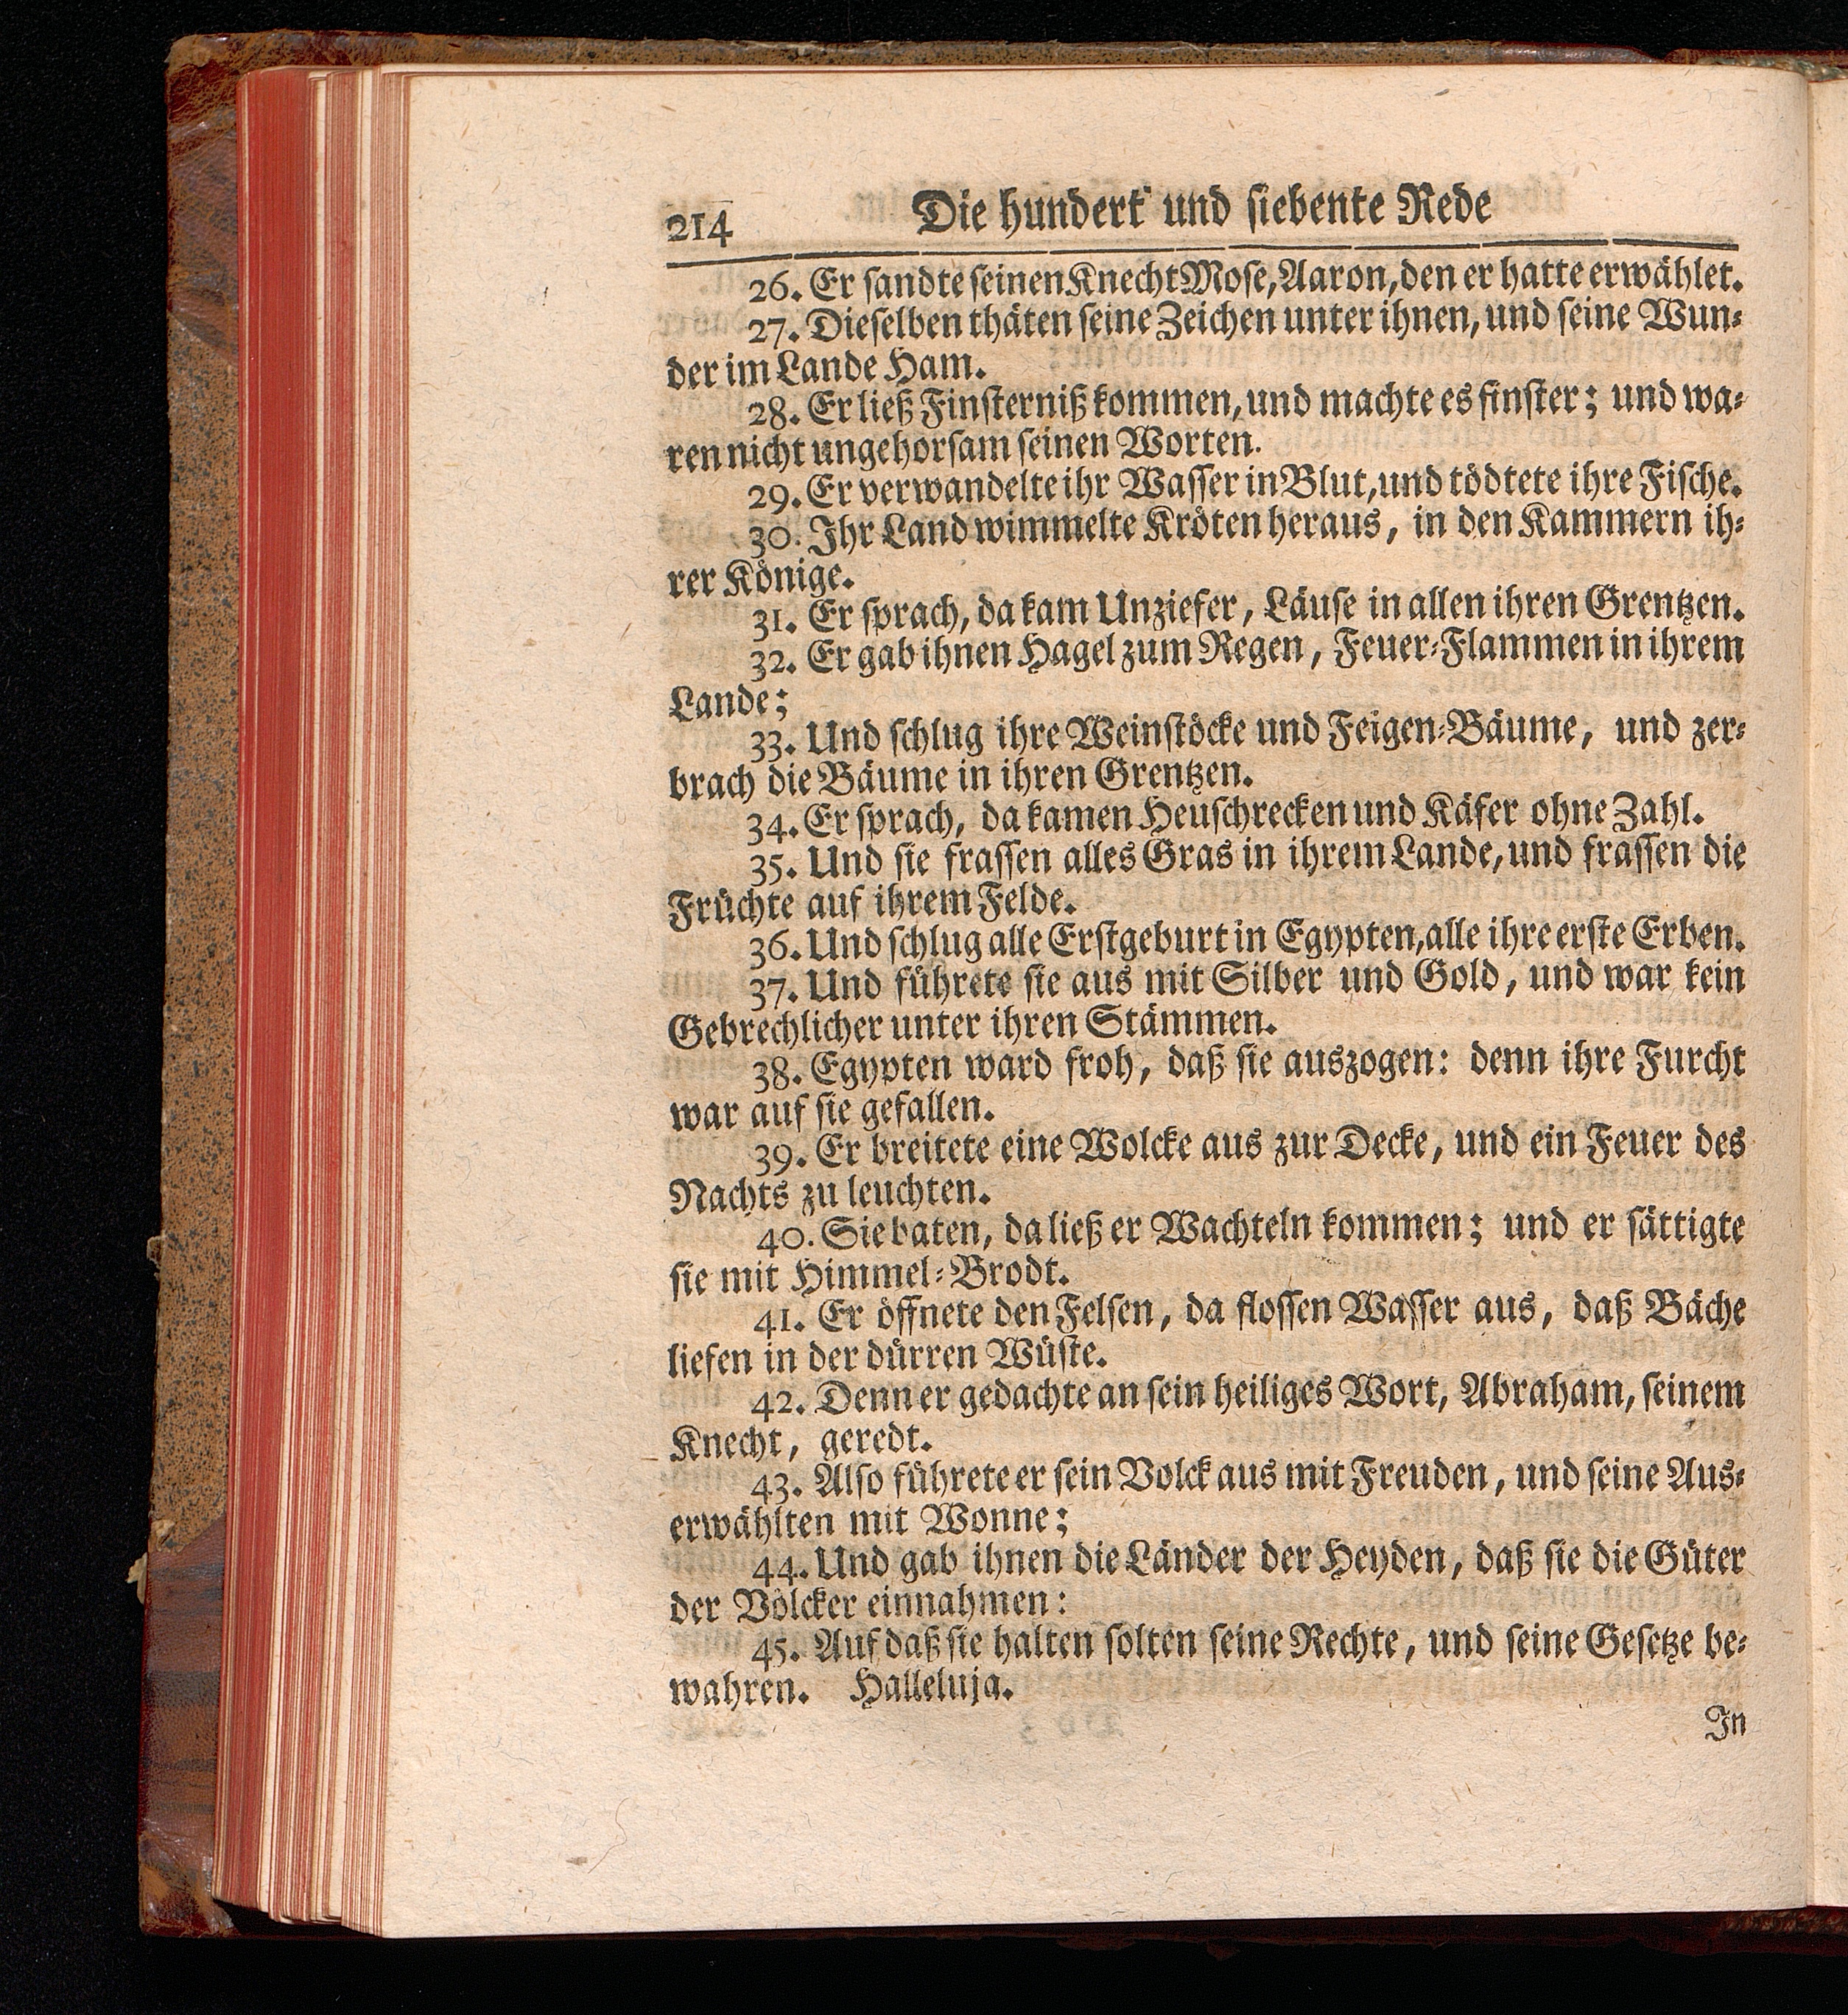 214 Die hundert und siebente Rede
26. Er sandte seinen Knecht Mose, Aaron, den er hatte erwählet.
27. Dieselben thäten seine Zeichen unter ihnen, und seine Wun-
der im Lande Ham.
28. Er ließ Finsterniß kommen, und machte es finster; und wa-
ren nicht ungehorsam seinen Worten.
29. Er verwandelte ihr Wasser in Blut, und tödtete ihre Fische.
30. Ihr Land wimmelte Kröten heraus, in den Kammern ih-
rer Könige.
31. Er sprach, da kam Unziefer, Läuse in allen ihren Grentzen.
32. Er gab ihnen Hagel zum Regen, Feuer-Flammen in ihrem
Lande;
33. Und schlug ihre Weinstöcke und Feigen-Bäume, und zer-
brach die Bäume in ihren Grentzen.
34. Er sprach, da kamen Heuschrecken und Käfer ohne Zahl.
35. Und sie frassen alles Gras in ihrem Lande, und frassen die
Früchte auf ihrem Felde.
36. Und schlug alle Erstgeburt in Egypten, alle ihre erste Erben.
37. Und führete sie aus mit Silber und Gold, und war kein
Gebrechlicher unter ihren Stämmen.
38. Egypten ward froh, daß sie auszogen: denn ihre Furcht
war auf sie gefallen.
39. Er breitete eine Wolcke aus zur Decke, und ein Feuer des
Nachts zu leuchten.
40. Sie baten, da ließ er Wachteln kommen; und er sättigte
sie mit Himmel-Brodt.
41. Er öffnete den Felsen, da flossen Wasser aus, daß Bäche
liefen in der dürren Wüste.
42. Denn er gedachte an sein heiliges Wort, Abraham, seinem
Knecht, geredt.
43. Also führete er sein Volck aus mit Freuden, und seine Aus-
erwählten mit Wonne;
44. Und gab ihnen die Länder der Heyden, daß sie die Güter
der Völcker einnahmen:
45. Auf daß sie halten solten seine Rechte, und seine Gesetze be-
wahren. Halleluja.
In